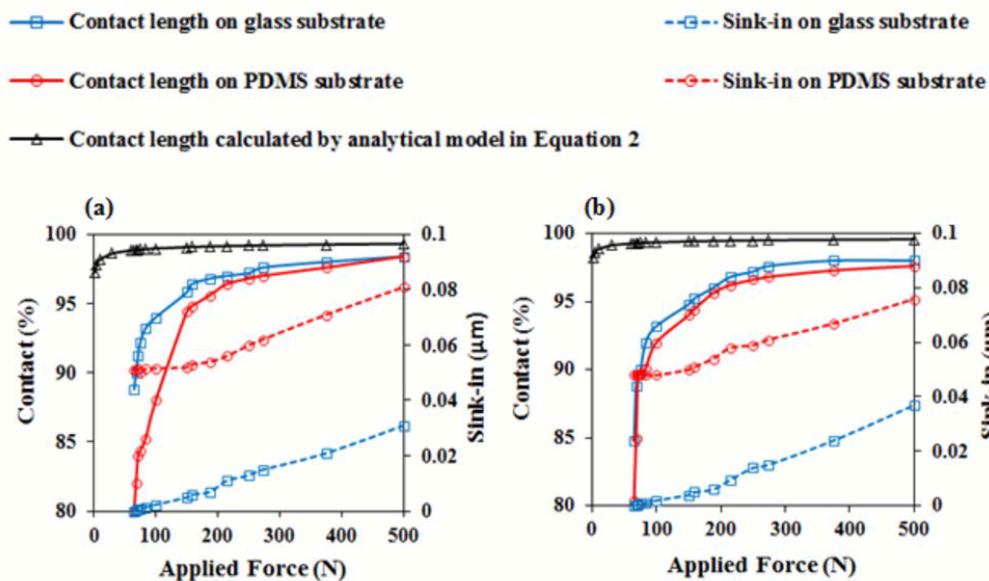 Contact length on glass substrate
Sink-in on glass substrate
Contact length on PDMS substrate
Sink-in on PDMS substrate
Contact length calculated by analytical model in Equation 2
(a)
(b)
100
95
90
85
80
Contact (%)
0.1
0.08
0.06
0.04
0.02
0
Sink-in (μm)
0 100 200 300 400 500
Applied Force (N)
100
95
90
85
80
Contact (%)
0.1
0.08
0.06
0.04
0.02
0
Sink-in (μm)
0 100 200 300 400 500
Applied Force (N)